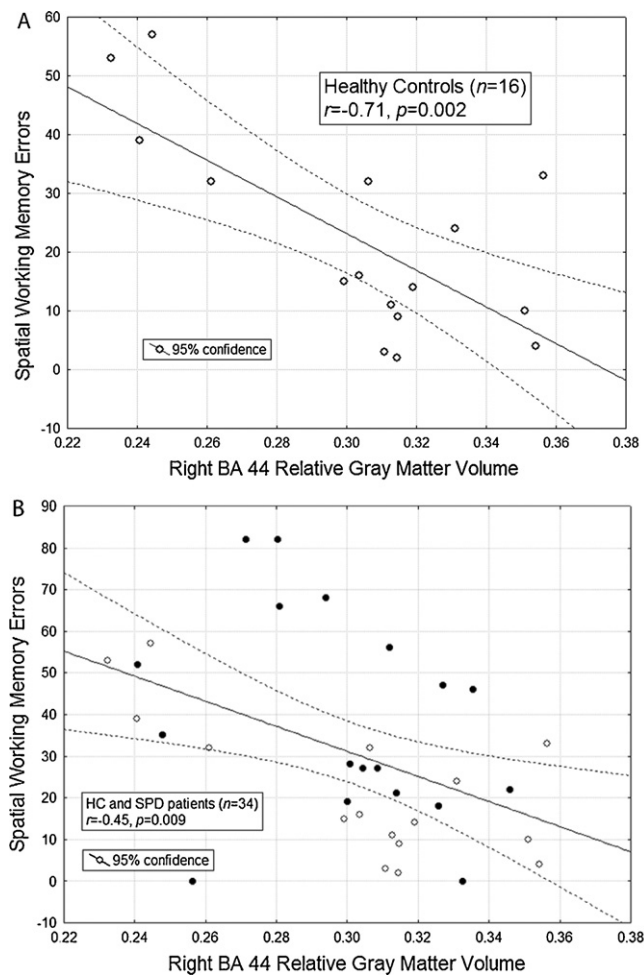 A
60
50
40
30
20
10
0
-10
Spatial Working Memory Errors
Healthy Controls (n=16)
r=-0.71, p=0.002
95% confidence
0.22 0.24 0.26 0.28 0.30 0.32 0.34 0.36 0.38
Right BA 44 Relative Gray Matter Volume
B
90
80
70
60
50
40
30
20
10
0
-10
Spatial Working Memory Errors
HC and SPD patients (n=34)
r=-0.45, p=0.009
95% confidence
0.22 0.24 0.26 0.28 0.30 0.32 0.34 0.36 0.38
Right BA 44 Relative Gray Matter Volume